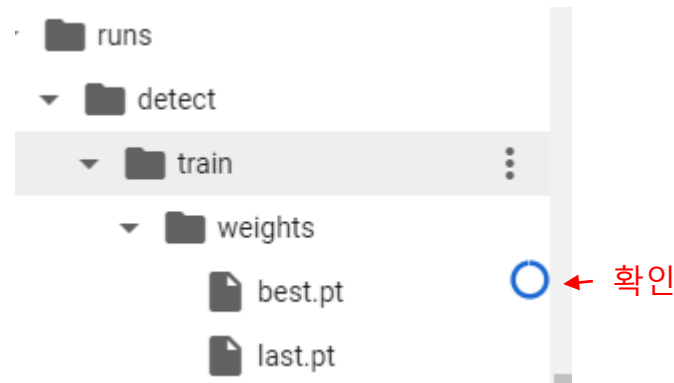 runs
detect
train
weights
best.pt
확인
last.pt